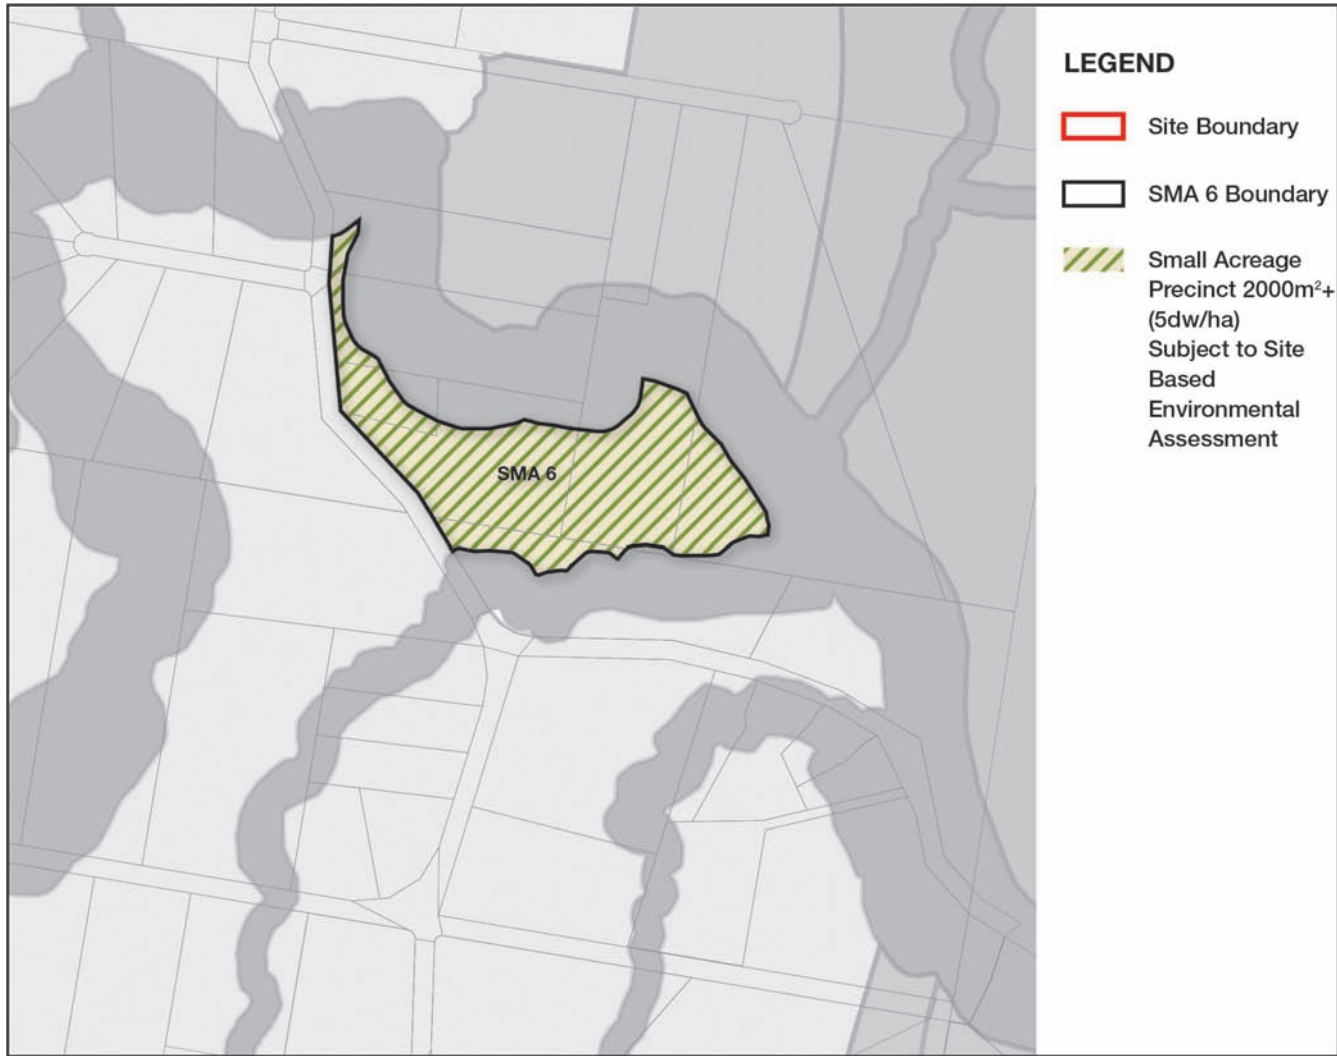 LEGEND
Site Boundary
SMA 6 Boundary
Small Acreage
Precinct 2000m²+
(5dw/ha)
Subject to Site
Based
Environmental
Assessment
SMA 6